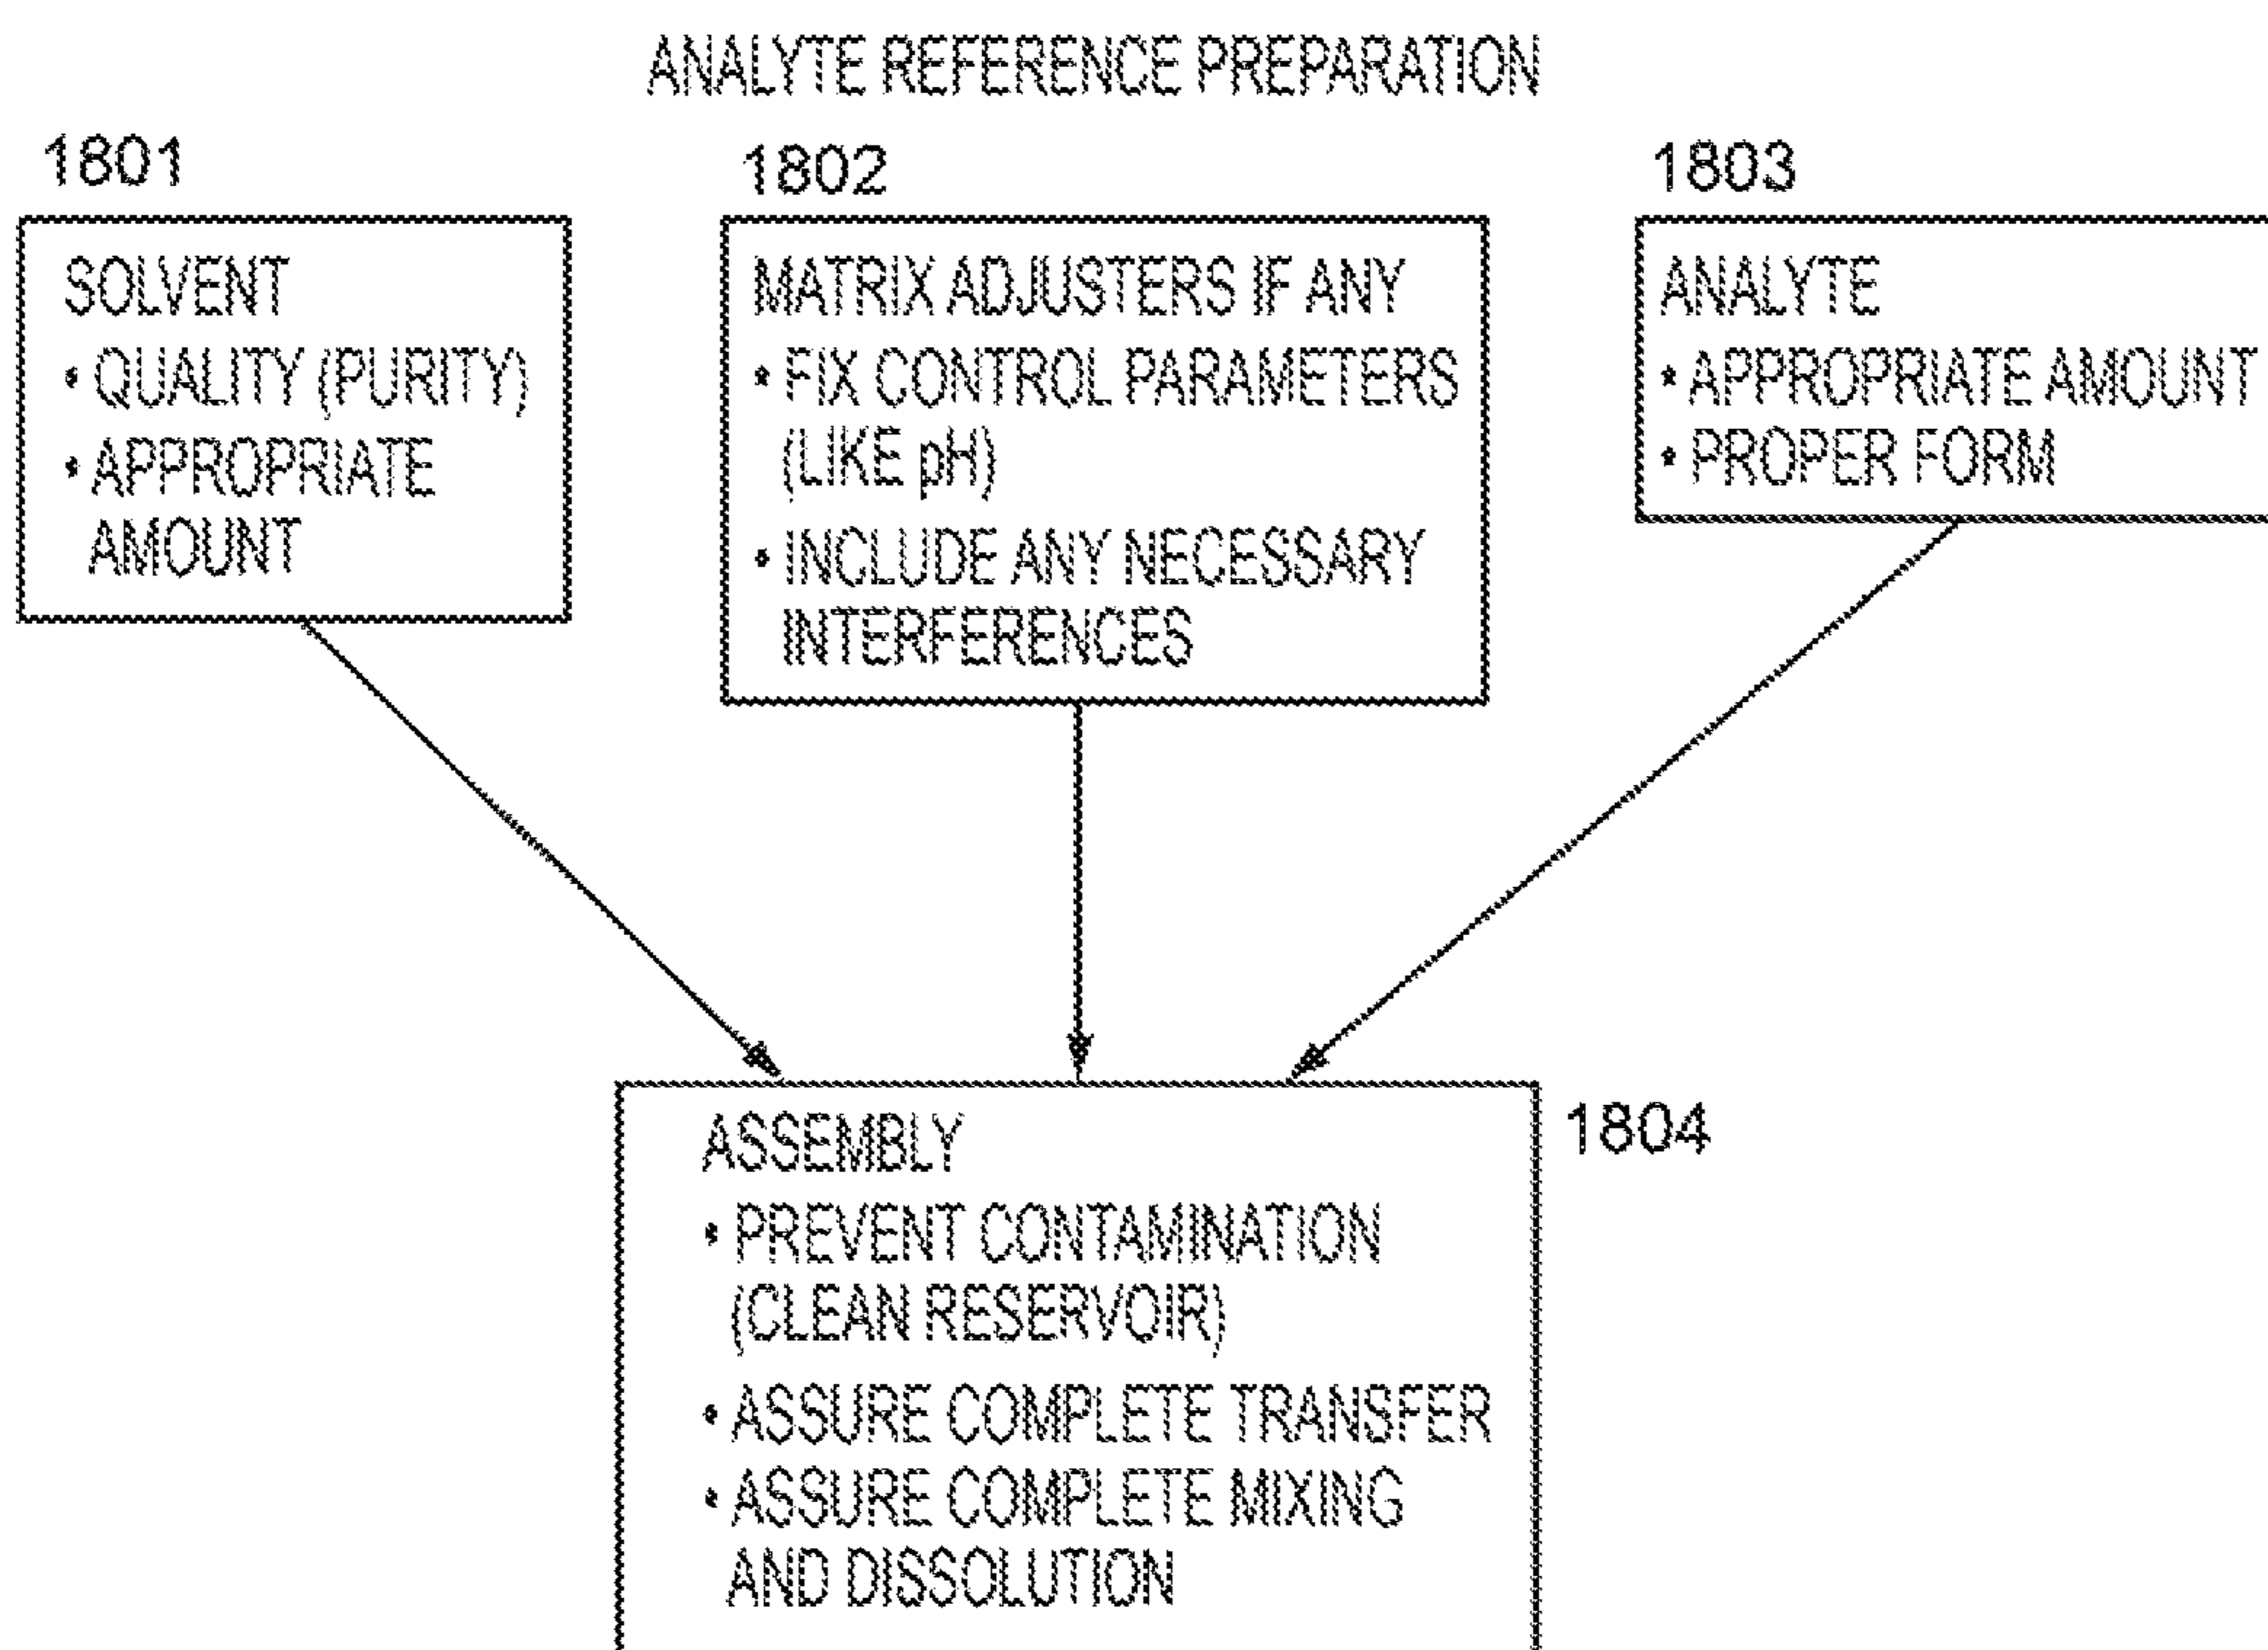 ANALYTE REFERENCE PREPARATION
1801
SOLVENT
• QUALITY (PURITY)
• APPROPRIATE
AMOUNT
1802
MATRIX ADJUSTERS IF ANY
• FIX CONTROL PARAMETERS
(LIKE pH)
• INCLUDE ANY NECESSARY
INTERFERENCES
1803
ANALYTE
• APPROPRIATE AMOUNT
• PROPER FORM
ASSEMBLY
• PREVENT CONTAMINATION
(CLEAN RESERVOIR)
• ASSURE COMPLETE TRANSFER
• ASSURE COMPLETE MIXING
AND DISSOLUTION
1804